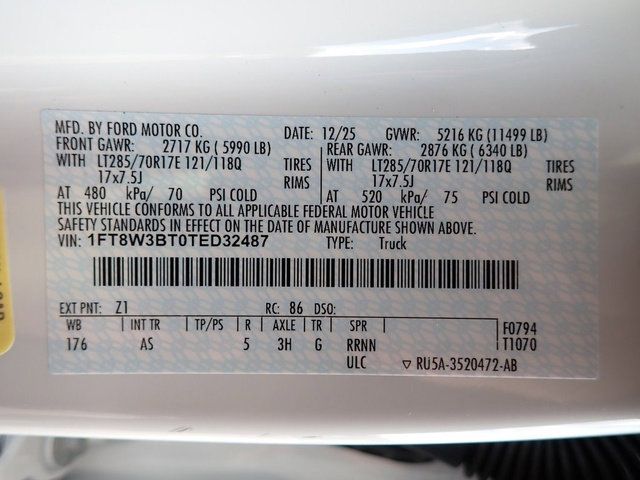 MFD. BY FORD MOTOR CO. DATE: 12/25 GVWR: 5216 KG (11499 LB)
FRONT GAWR: 2717 KG ( 5990 LB) REAR GAWR: 2876 KG ( 6340 LB)
WITH LT285/70R17E 121/118Q TIRES LT285/70R17E 121/118Q TIRES
17x7.5J RIMS WITH 17x7.5J RIMS
AT 480 kPa/ 70 PSI COLD AT 520 kPa/ 75 PSI COLD
THIS VEHICLE CONFORMS TO ALL APPLICABLE FEDERAL MOTOR VEHICLE
SAFETY STANDARDS IN EFFECT ON THE DATE OF MANUFACTURE SHOWN ABOVE.
VIN: 1FT8W3BT0TED32487 TYPE: Truck
EXT PNT: Z1 RC: 86 DSO:
WB INT TR TP/PS R AXLE TR SPR F0794
176 AS 5 3H G RRNN T1070
ULC ▽ RU5A-3520472-AB